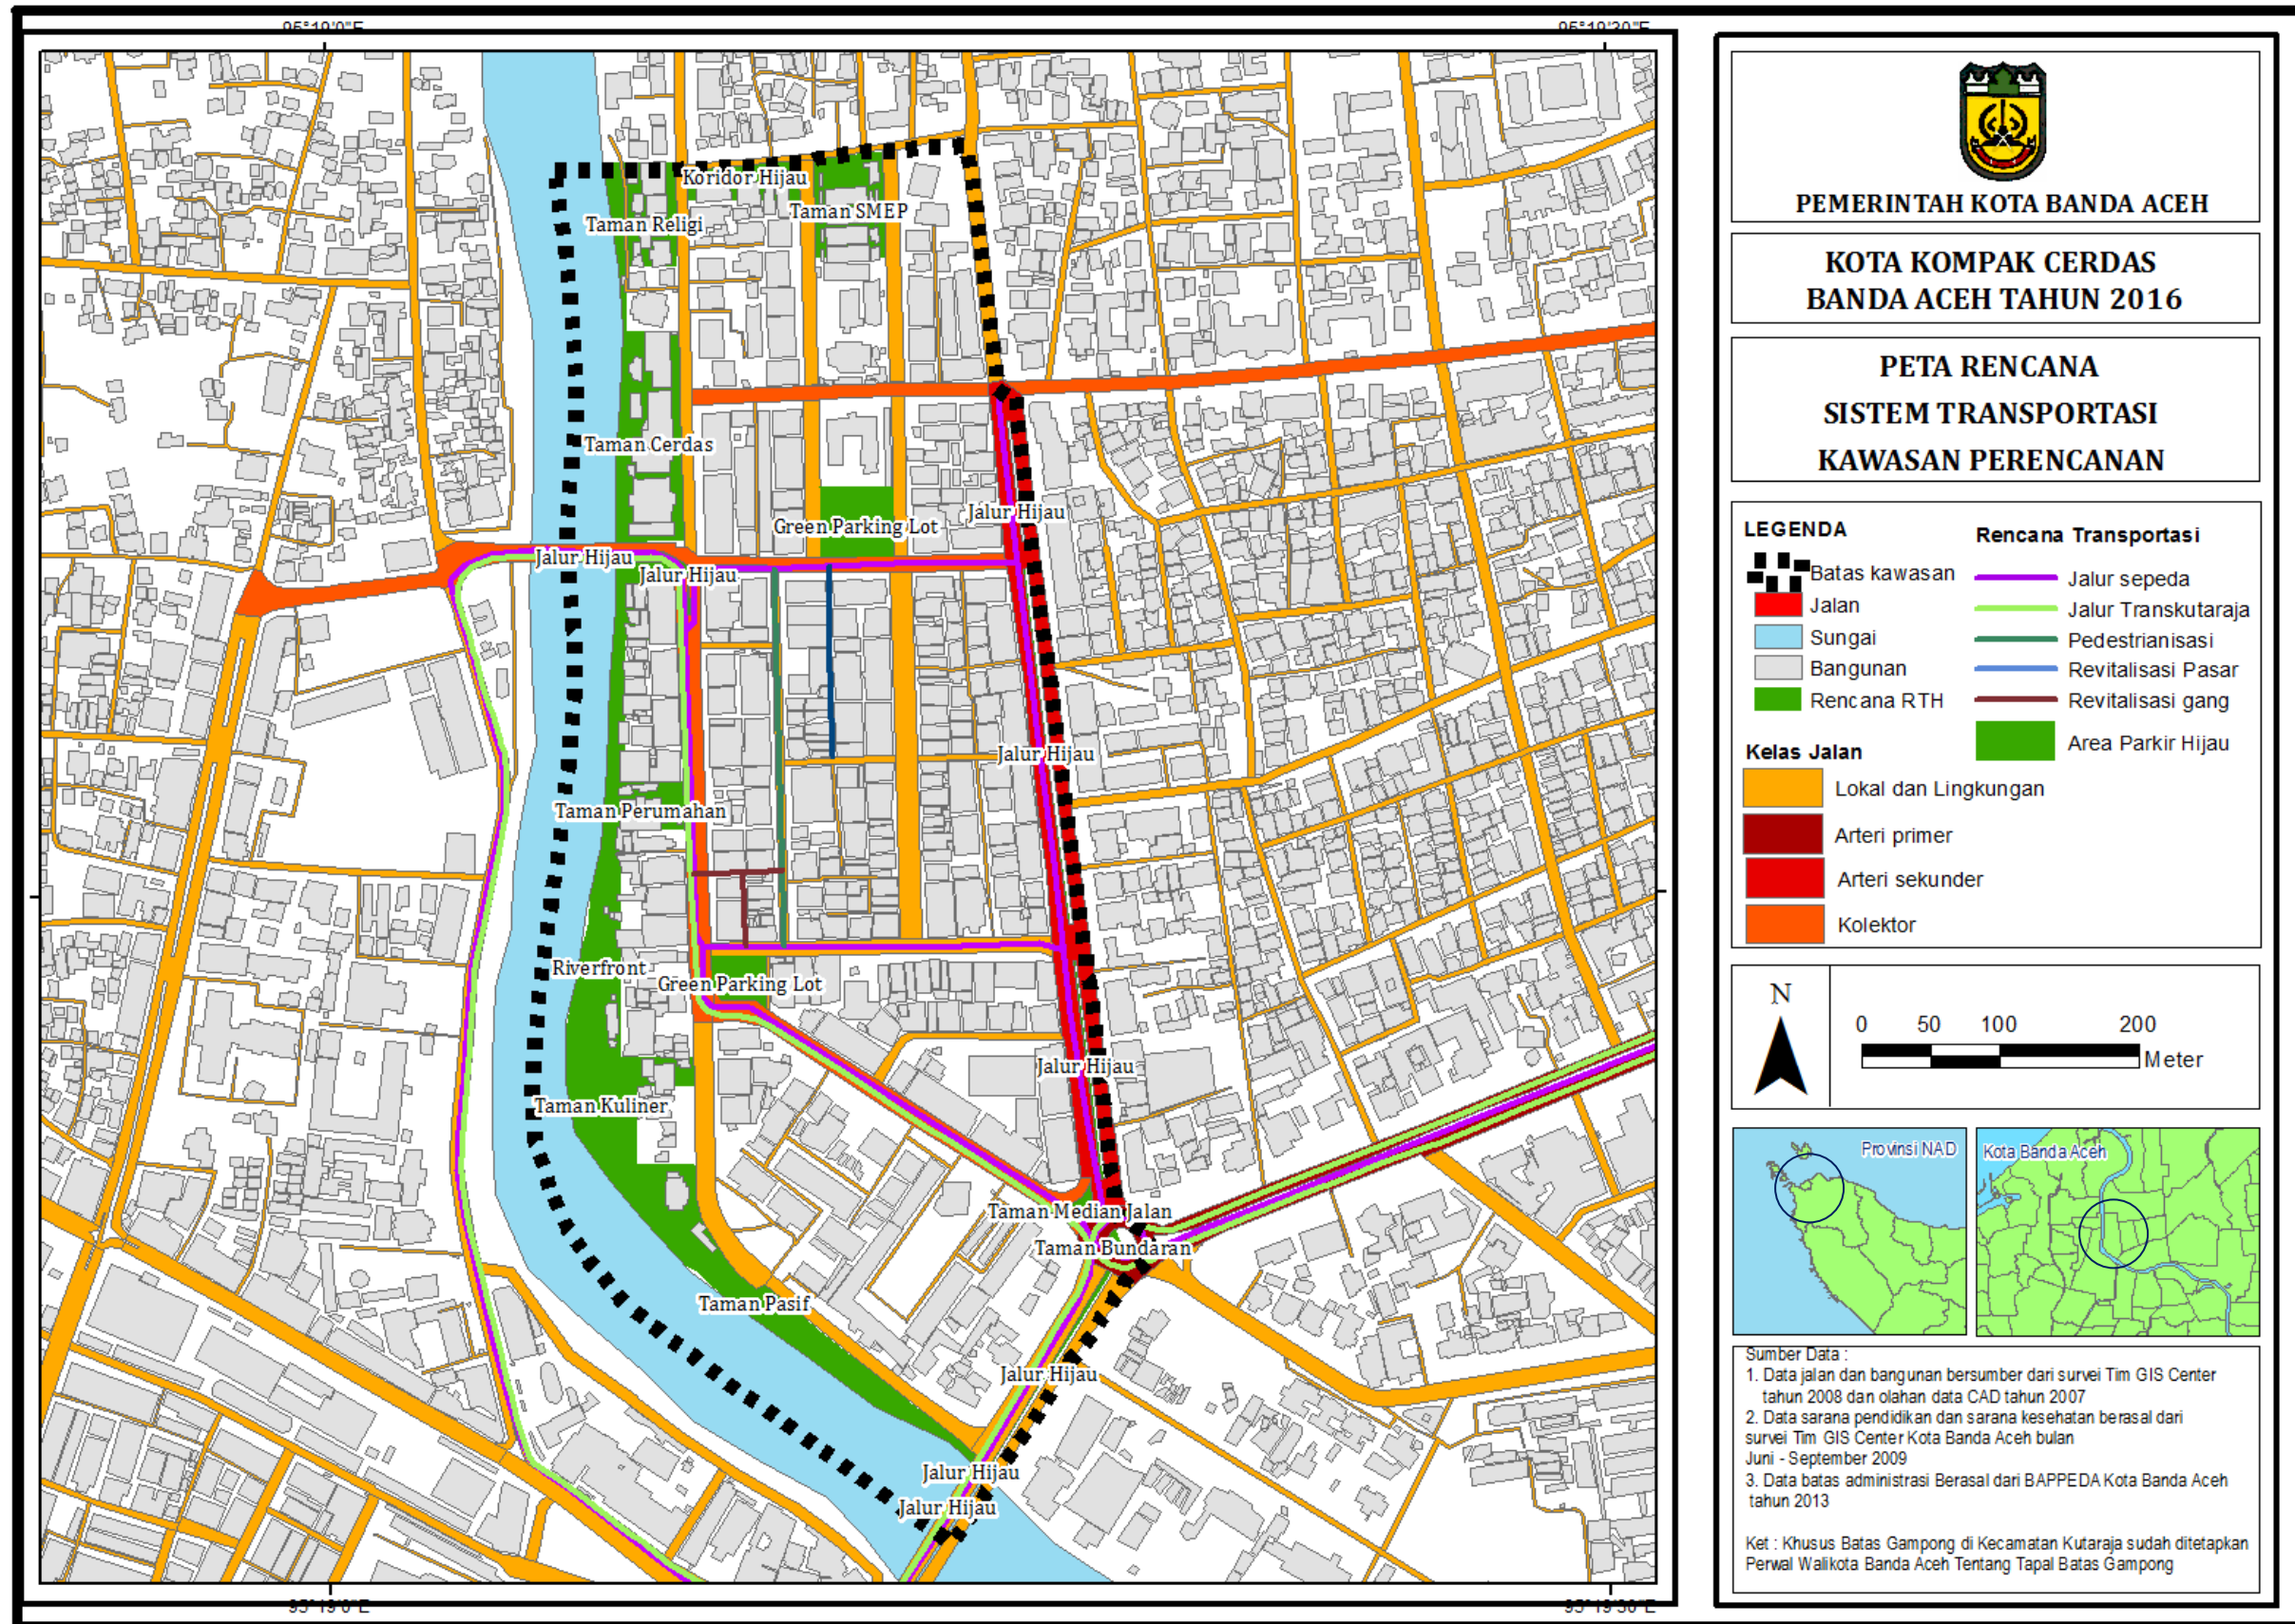 95°19'0"E
95°19'30"E
Koridor Hijau
Taman SMEP
Taman Religi
Taman Cerdas
Jalur Hijau
Green Parking Lot
Jalur Hijau
Jalur Hijau
Jalur Hijau
Taman Perumahan
Riverfront
Green Parking Lot
Jalur Hijau
Taman Kuliner
Taman Median Jalan
Taman Bundaran
Taman Pasif
Jalur Hijau
Jalur Hijau
Jalur Hijau
95°19'0"E
95°19'30"E
PEMERINTAH KOTA BANDA ACEH
KOTA KOMPAK CERDAS
BANDA ACEH TAHUN 2016
PETA RENCANA
SISTEM TRANSPORTASI
KAWASAN PERENCANAN
LEGENDA
Batas kawasan
Jalan
Sungai
Bangunan
Rencana RTH
Kelas Jalan
Lokal dan Lingkungan
Arteri primer
Arteri sekunder
Kolektor
Rencana Transportasi
Jalur sepeda
Jalur Transkutaraja
Pedestrianisasi
Revitalisasi Pasar
Revitalisasi gang
Area Parkir Hijau
N
0 50 100 200
Meter
Provinsi NAD
Kota Banda Aceh
Sumber Data :
1. Data jalan dan bangunan bersumber dari survei Tim GIS Center
tahun 2008 dan olahan data CAD tahun 2007
2. Data sarana pendidikan dan sarana kesehatan berasal dari
survei Tim GIS Center Kota Banda Aceh bulan
Juni - September 2009
3. Data batas administrasi Berasal dari BAPPEDA Kota Banda Aceh
tahun 2013
Ket : Khusus Batas Gampong di Kecamatan Kutaraja sudah ditetapkan
Perwal Walikota Banda Aceh Tentang Tapal Batas Gampong